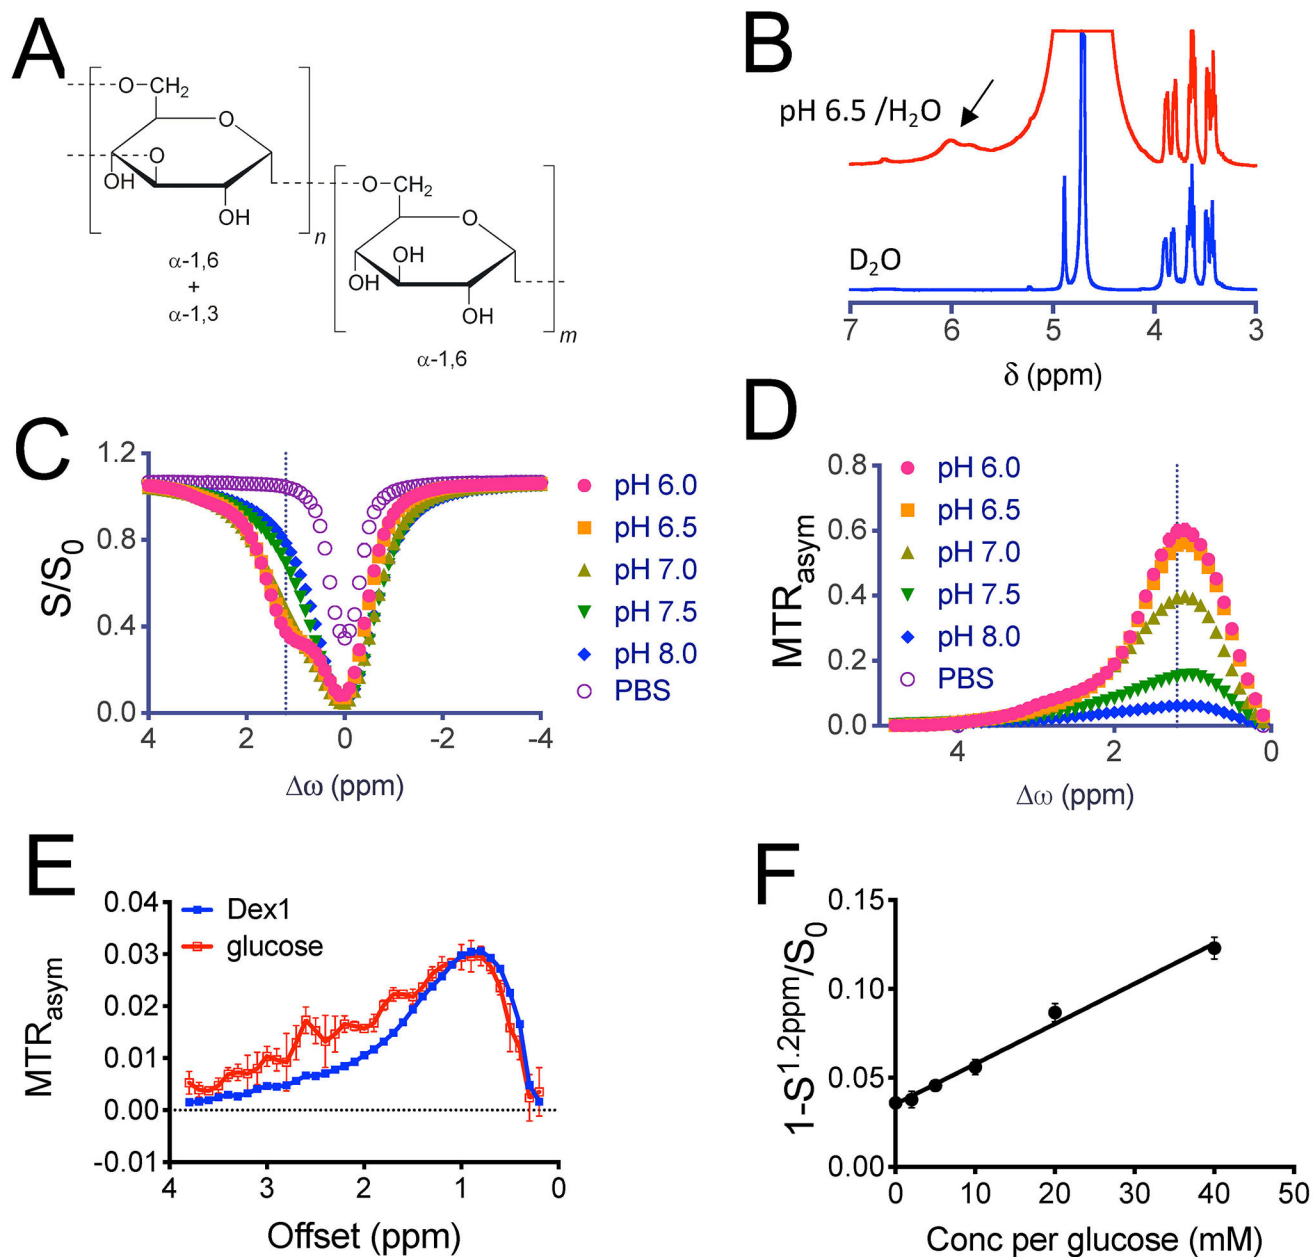 A
O
CH₂
O
O
OH
OH
n
α-1,6
+
α-1,3
O
CH₂
O
OH
OH
OH
m
α-1,6
B
pH 6.5 /H₂O
D₂O
7 6 5 4 3
δ (ppm)
C
1.2
0.8
0.4
0.0
S/S₀
4 2 0 -2 -4
Δω (ppm)
pH 6.0
pH 6.5
pH 7.0
pH 7.5
pH 8.0
PBS
D
0.8
0.6
0.4
0.2
0.0
MTRasym
pH 6.0
pH 6.5
pH 7.0
pH 7.5
pH 8.0
PBS
4 2 0
Δω (ppm)
E
0.04
0.03
0.02
0.01
0.00
-0.01
MTRasym
Dex1
glucose
4 3 2 1 0
Offset (ppm)
F
0.15
0.10
0.05
0.00
1-S^1.2ppm/S₀
0 10 20 30 40 50
Conc per glucose (mM)